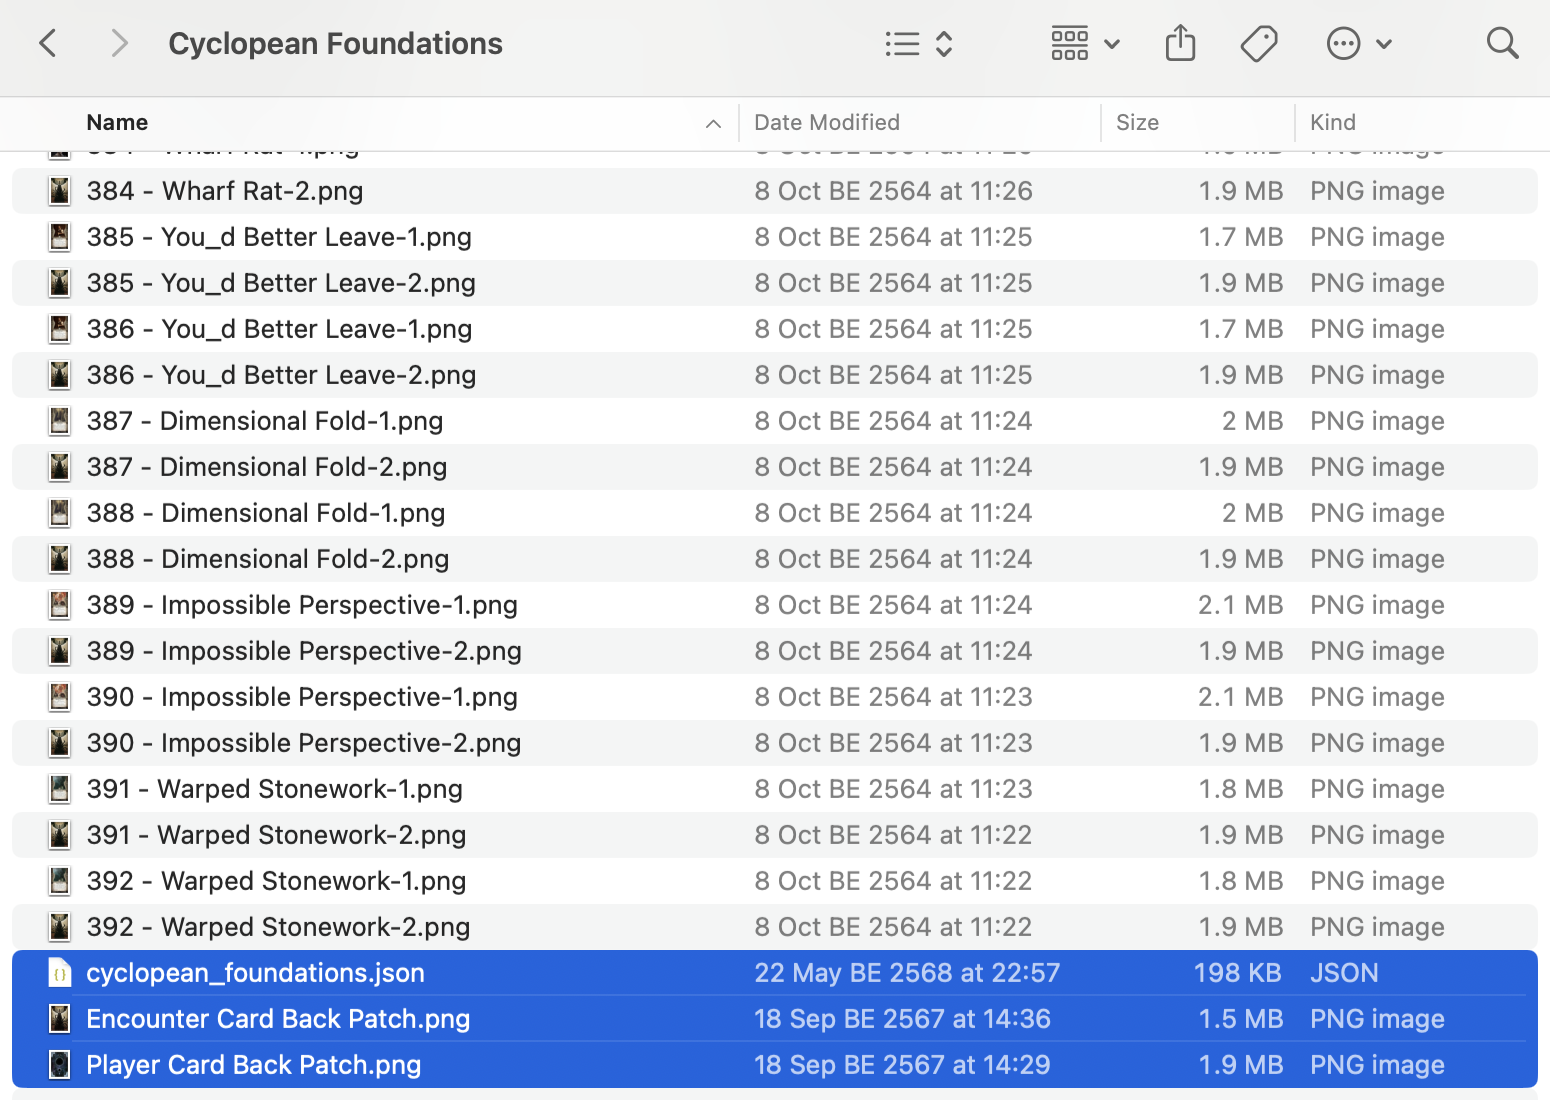 Cyclopean Foundations
Name Date Modified Size Kind
384 - Wharf Rat-2.png 8 Oct BE 2564 at 11:26 1.9 MB PNG image
385 - You_d Better Leave-1.png 8 Oct BE 2564 at 11:25 1.7 MB PNG image
385 - You_d Better Leave-2.png 8 Oct BE 2564 at 11:25 1.9 MB PNG image
386 - You_d Better Leave-1.png 8 Oct BE 2564 at 11:25 1.7 MB PNG image
386 - You_d Better Leave-2.png 8 Oct BE 2564 at 11:25 1.9 MB PNG image
387 - Dimensional Fold-1.png 8 Oct BE 2564 at 11:24 2 MB PNG image
387 - Dimensional Fold-2.png 8 Oct BE 2564 at 11:24 1.9 MB PNG image
388 - Dimensional Fold-1.png 8 Oct BE 2564 at 11:24 2 MB PNG image
388 - Dimensional Fold-2.png 8 Oct BE 2564 at 11:24 1.9 MB PNG image
389 - Impossible Perspective-1.png 8 Oct BE 2564 at 11:24 2.1 MB PNG image
389 - Impossible Perspective-2.png 8 Oct BE 2564 at 11:24 1.9 MB PNG image
390 - Impossible Perspective-1.png 8 Oct BE 2564 at 11:23 2.1 MB PNG image
390 - Impossible Perspective-2.png 8 Oct BE 2564 at 11:23 1.9 MB PNG image
391 - Warped Stonework-1.png 8 Oct BE 2564 at 11:23 1.8 MB PNG image
391 - Warped Stonework-2.png 8 Oct BE 2564 at 11:22 1.9 MB PNG image
392 - Warped Stonework-1.png 8 Oct BE 2564 at 11:22 1.8 MB PNG image
392 - Warped Stonework-2.png 8 Oct BE 2564 at 11:22 1.9 MB PNG image
cyclopean_foundations.json 22 May BE 2568 at 22:57 198 KB JSON
Encounter Card Back Patch.png 18 Sep BE 2567 at 14:36 1.5 MB PNG image
Player Card Back Patch.png 18 Sep BE 2567 at 14:29 1.9 MB PNG image